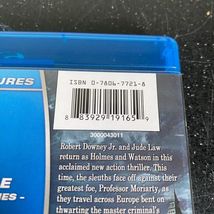 URES
ISBN 0-7806-7721-8
8 83929 19165 9
3000043011
Robert Downey Jr. and Jude Law
return as Holmes and Watson in this
acclaimed new action thriller. This
time, the sleuths face off against their
greatest foe, Professor Moriarty, as
they travel across Europe bent on
thwarting the master criminal's